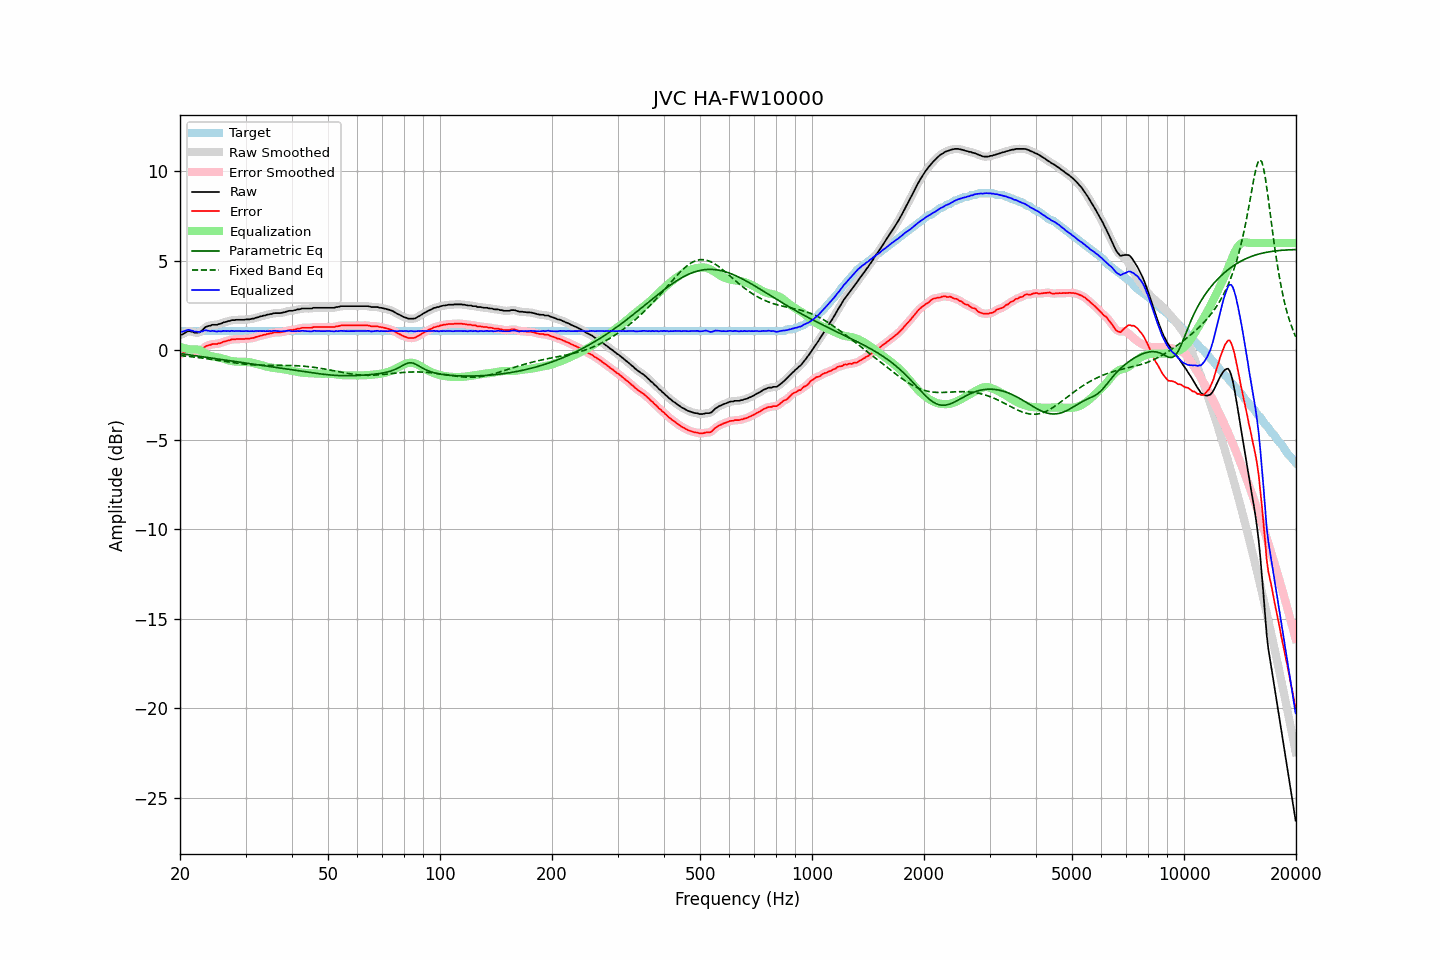 JVC HA-FW10000
Target
Raw Smoothed
Error Smoothed
Raw
Error
Equalization
Parametric Eq
Fixed Band Eq
Equalized
10
5
0
−5
−10
−15
−20
−25
Amplitude (dBr)
20 50 100 200 500 1000 2000 5000 10000 20000
Frequency (Hz)